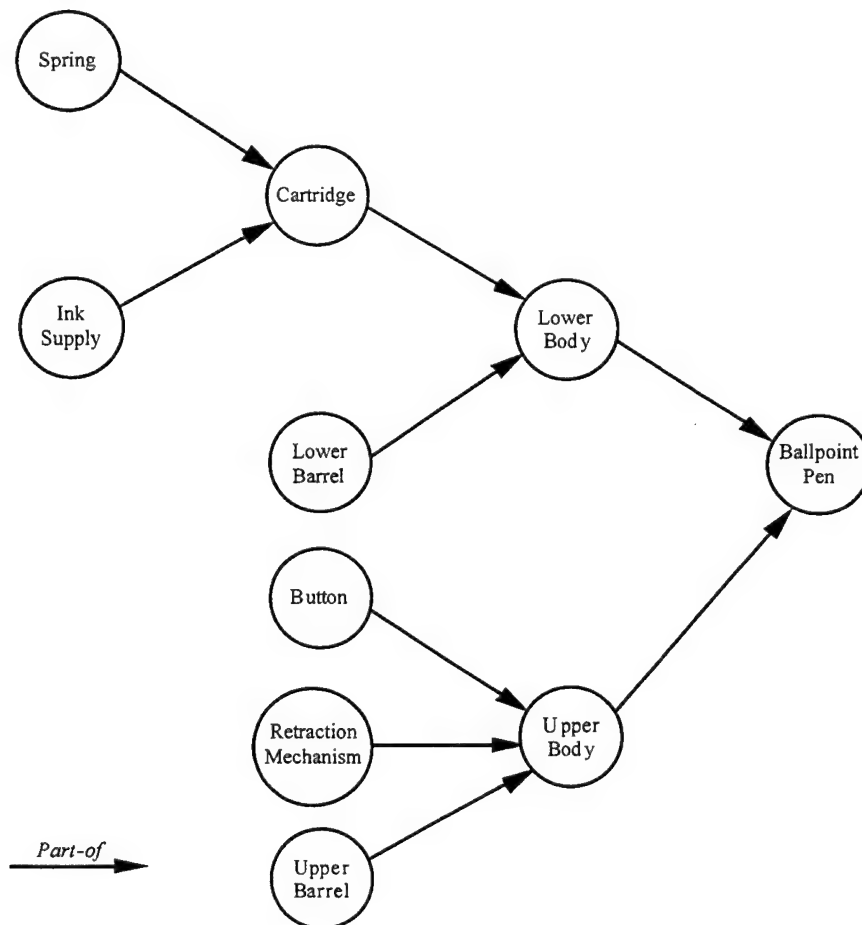 Spring
Cartridge
Ink
Supply
Lower
Body
Lower
Barrel
Ballpoint
Pen
Button
Retraction
Mechanism
Upper
Body
Part-of
Upper
Barrel